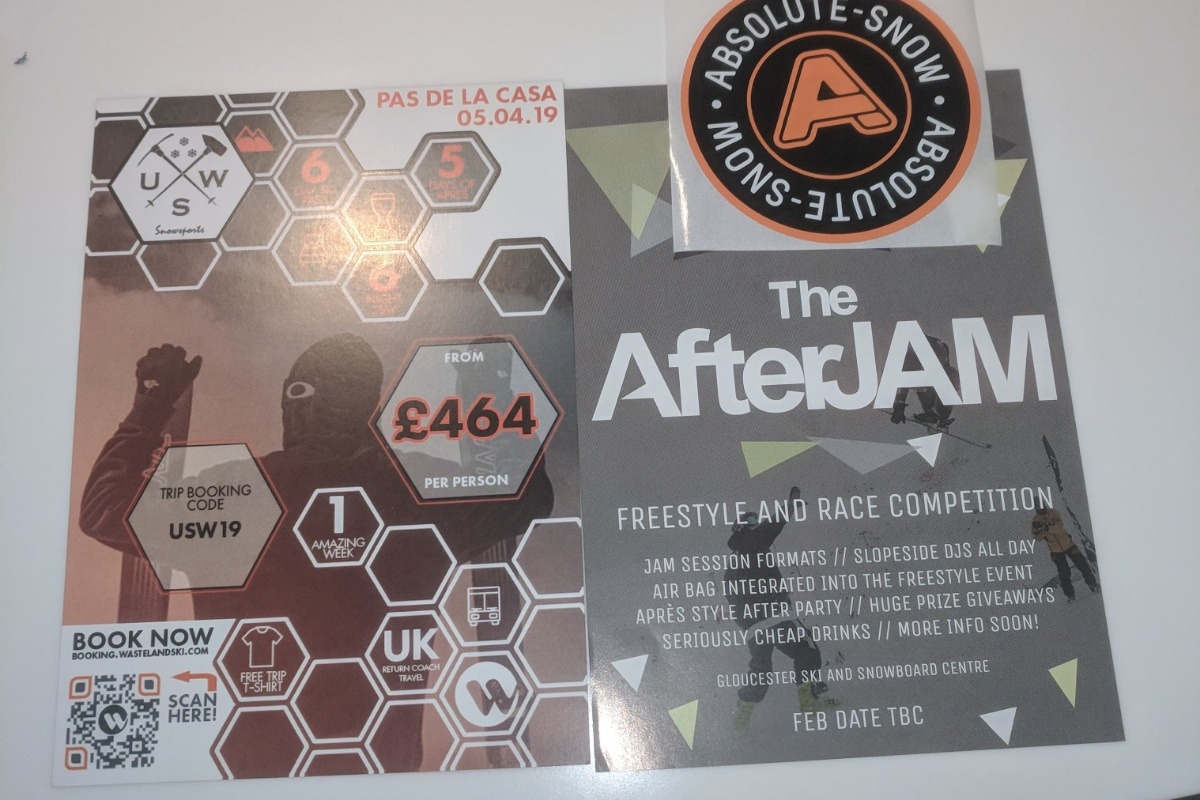 PAS DE LA CASA
05.04.19
U W
S
Snowsports
6
5
6
NIGHT
FROM
£464
PER PERSON
TRIP BOOKING
CODE
USW19
1
AMAZING
WEEK
BOOK NOW
BOOKING.WASTELANDSKI.COM
SCAN
HERE!
FREE TRIP
T-SHIRT
UK
RETURN COACH
TRAVEL
ABSOLUTE-SNOW • ABSOLUTE-SNOW •
A
The
AfterJAM
FREESTYLE AND RACE COMPETITION
JAM SESSION FORMATS // SLOPESIDE DJS ALL DAY
AIR BAG INTEGRATED INTO THE FREESTYLE EVENT
APRÈS STYLE AFTER PARTY // HUGE PRIZE GIVEAWAYS
SERIOUSLY CHEAP DRINKS // MORE INFO SOON!
GLOUCESTER SKI AND SNOWBOARD CENTRE
FEB DATE TBC